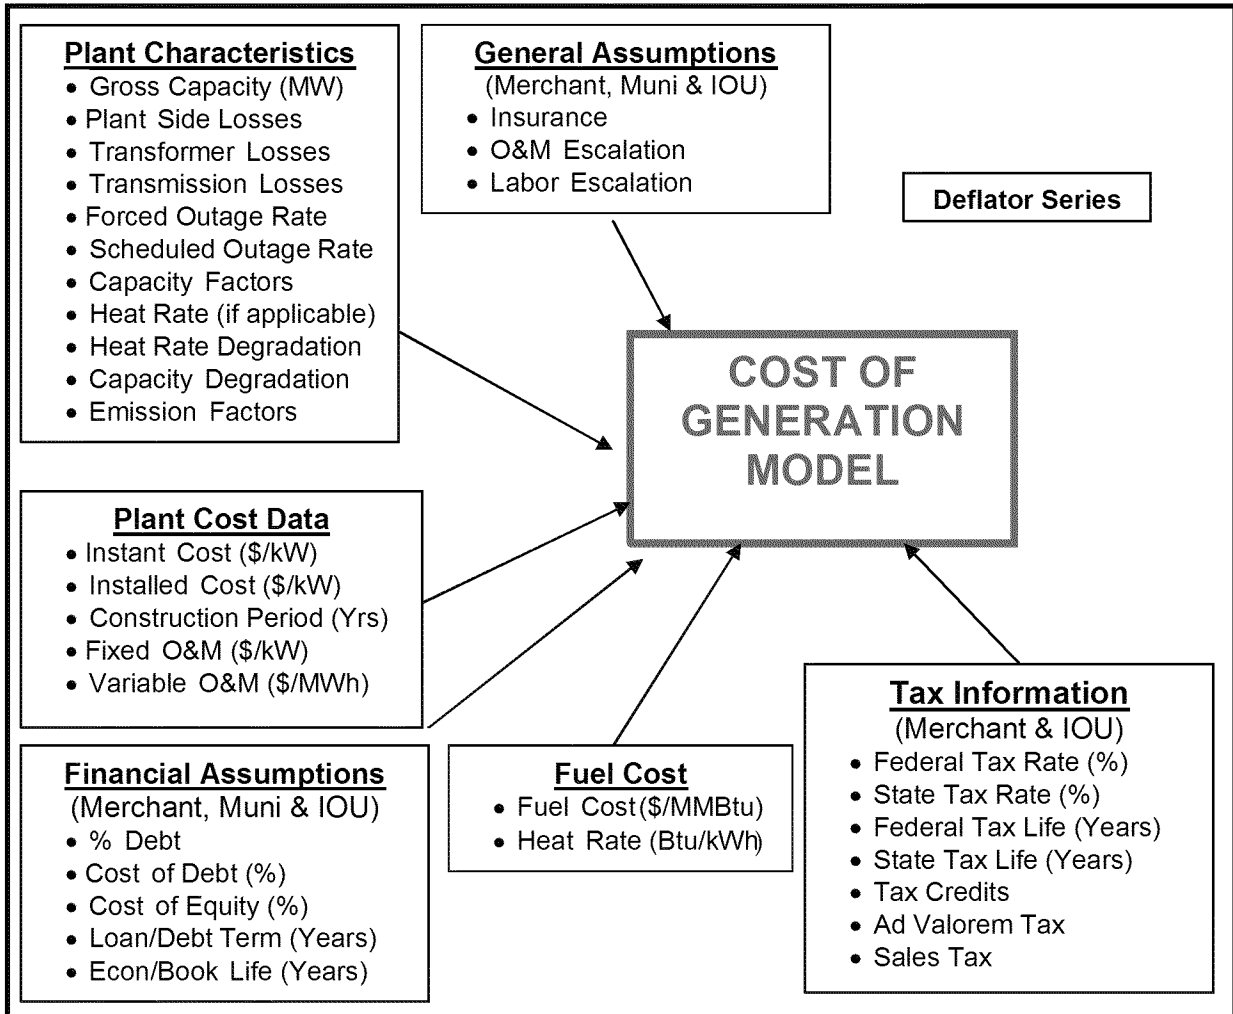 Plant Characteristics
• Gross Capacity (MW)
• Plant Side Losses
• Transformer Losses
• Transmission Losses
• Forced Outage Rate
• Scheduled Outage Rate
• Capacity Factors
• Heat Rate (if applicable)
• Heat Rate Degradation
• Capacity Degradation
• Emission Factors
General Assumptions
(Merchant, Muni & IOU)
• Insurance
• O&M Escalation
• Labor Escalation
Deflator Series
COST OF
GENERATION
MODEL
Plant Cost Data
• Instant Cost ($/kW)
• Installed Cost ($/kW)
• Construction Period (Yrs)
• Fixed O&M ($/kW)
• Variable O&M ($/MWh)
Financial Assumptions
(Merchant, Muni & IOU)
• % Debt
• Cost of Debt (%)
• Cost of Equity (%)
• Loan/Debt Term (Years)
• Econ/Book Life (Years)
Fuel Cost
• Fuel Cost ($/MMBtu)
• Heat Rate (Btu/kWh)
Tax Information
(Merchant & IOU)
• Federal Tax Rate (%)
• State Tax Rate (%)
• Federal Tax Life (Years)
• State Tax Life (Years)
• Tax Credits
• Ad Valorem Tax
• Sales Tax